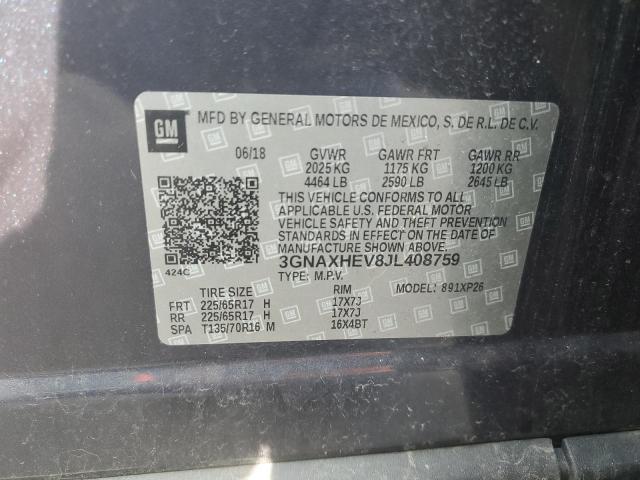 GM
MFD BY GENERAL MOTORS DE MEXICO, S. DE R.L. DE C.V.
06/18 GVWR GAWR FRT GAWR RR
2025 KG 1175 KG 1200 KG
4464 LB 2590 LB 2645 LB
THIS VEHICLE CONFORMS TO ALL
APPLICABLE U.S. FEDERAL MOTOR
VEHICLE SAFETY, BUMPER, AND
THEFT PREVENTION STANDARDS
IN EFFECT ON THE DATE OF
MANUFACTURE SHOWN ABOVE.
424C 3GNAXHEV8JL408759
TYPE: M.P.V. MODEL: 891XP26
TIRE SIZE RIM
FRT 225/65R17 H 17X7J
RR 225/65R17 H 17X7J
SPA T135/70R16 M 16X4BT